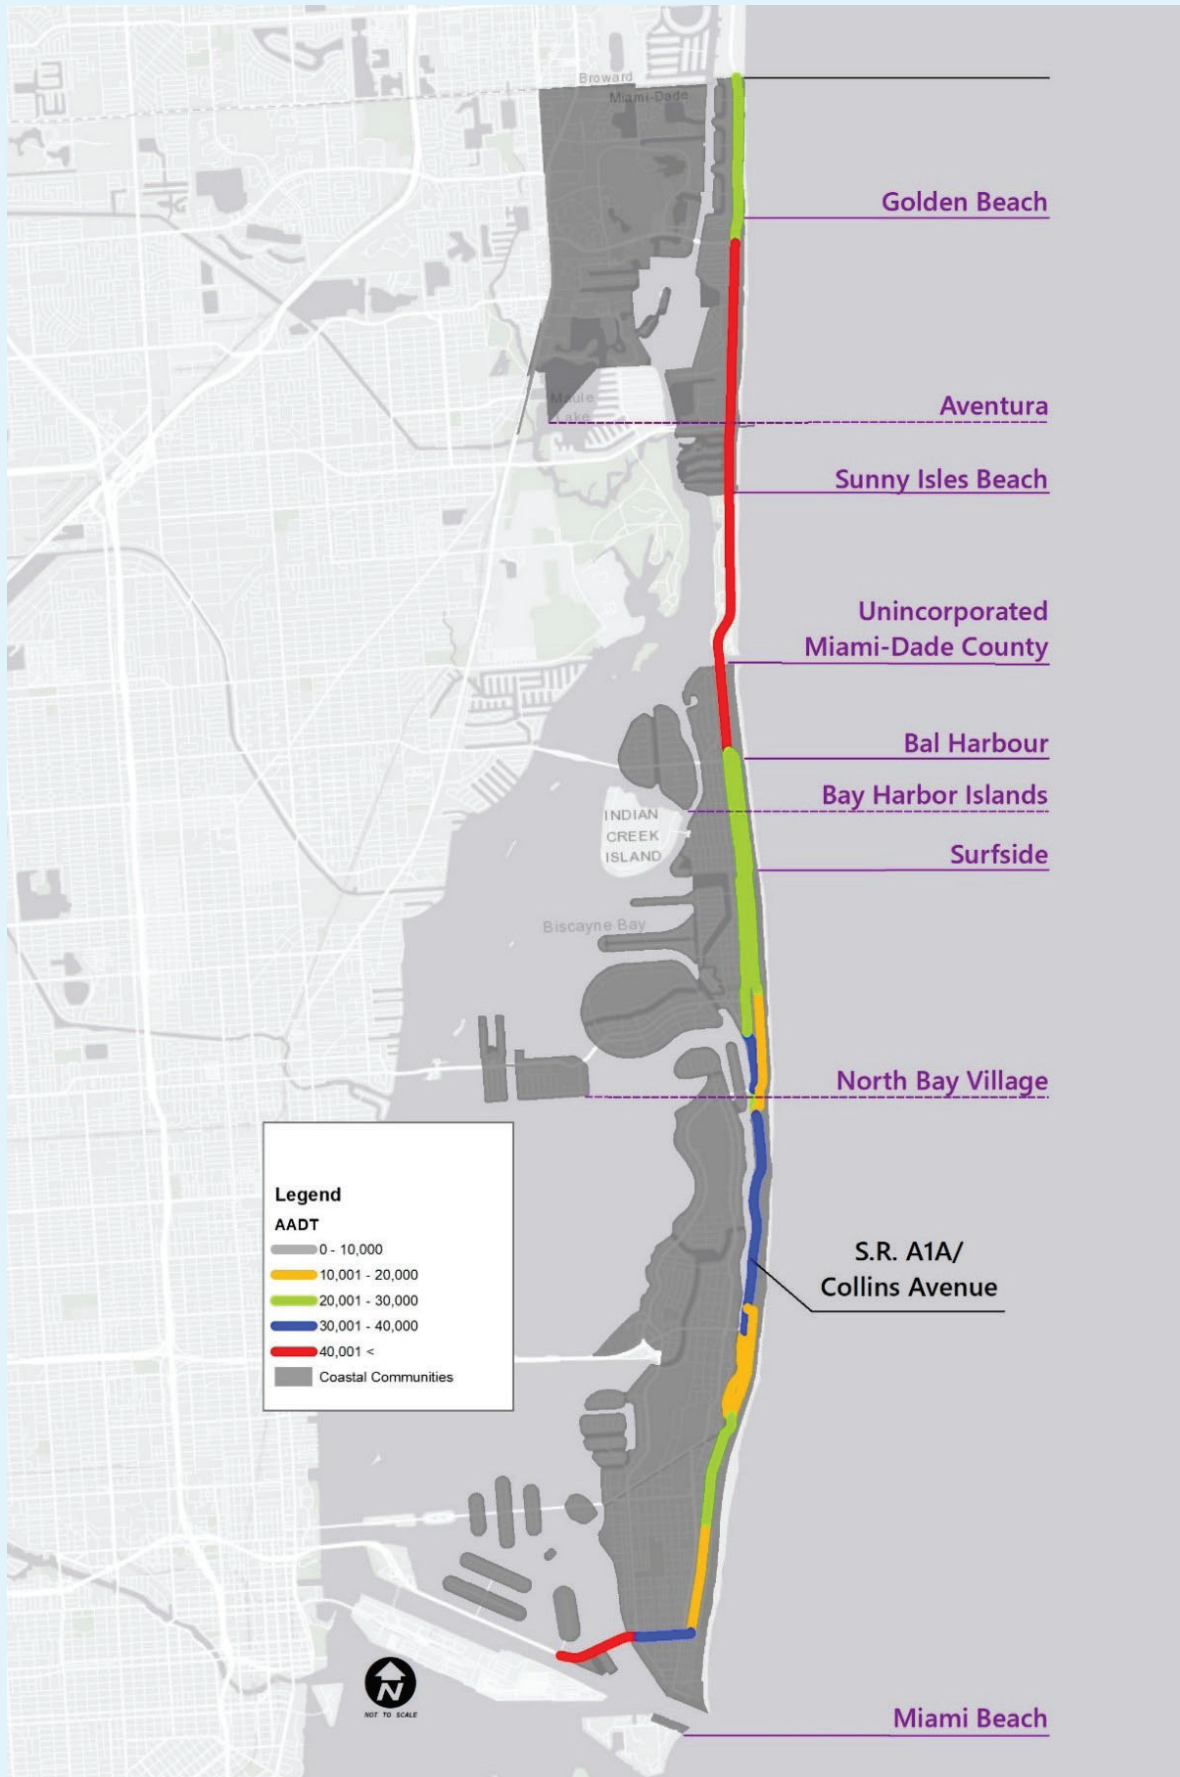 Broward
Miami-Dade
Golden Beach
Maule
Lake
Aventura
Sunny Isles Beach
Unincorporated
Miami-Dade County
Bal Harbour
Bay Harbor Islands
INDIAN
CREEK
ISLAND
Surfside
Biscayne Bay
North Bay Village
Legend
AADT
0 - 10,000
10,001 - 20,000
20,001 - 30,000
30,001 - 40,000
40,001 <
Coastal Communities
S.R. A1A/
Collins Avenue
N
NOT TO SCALE
Miami Beach